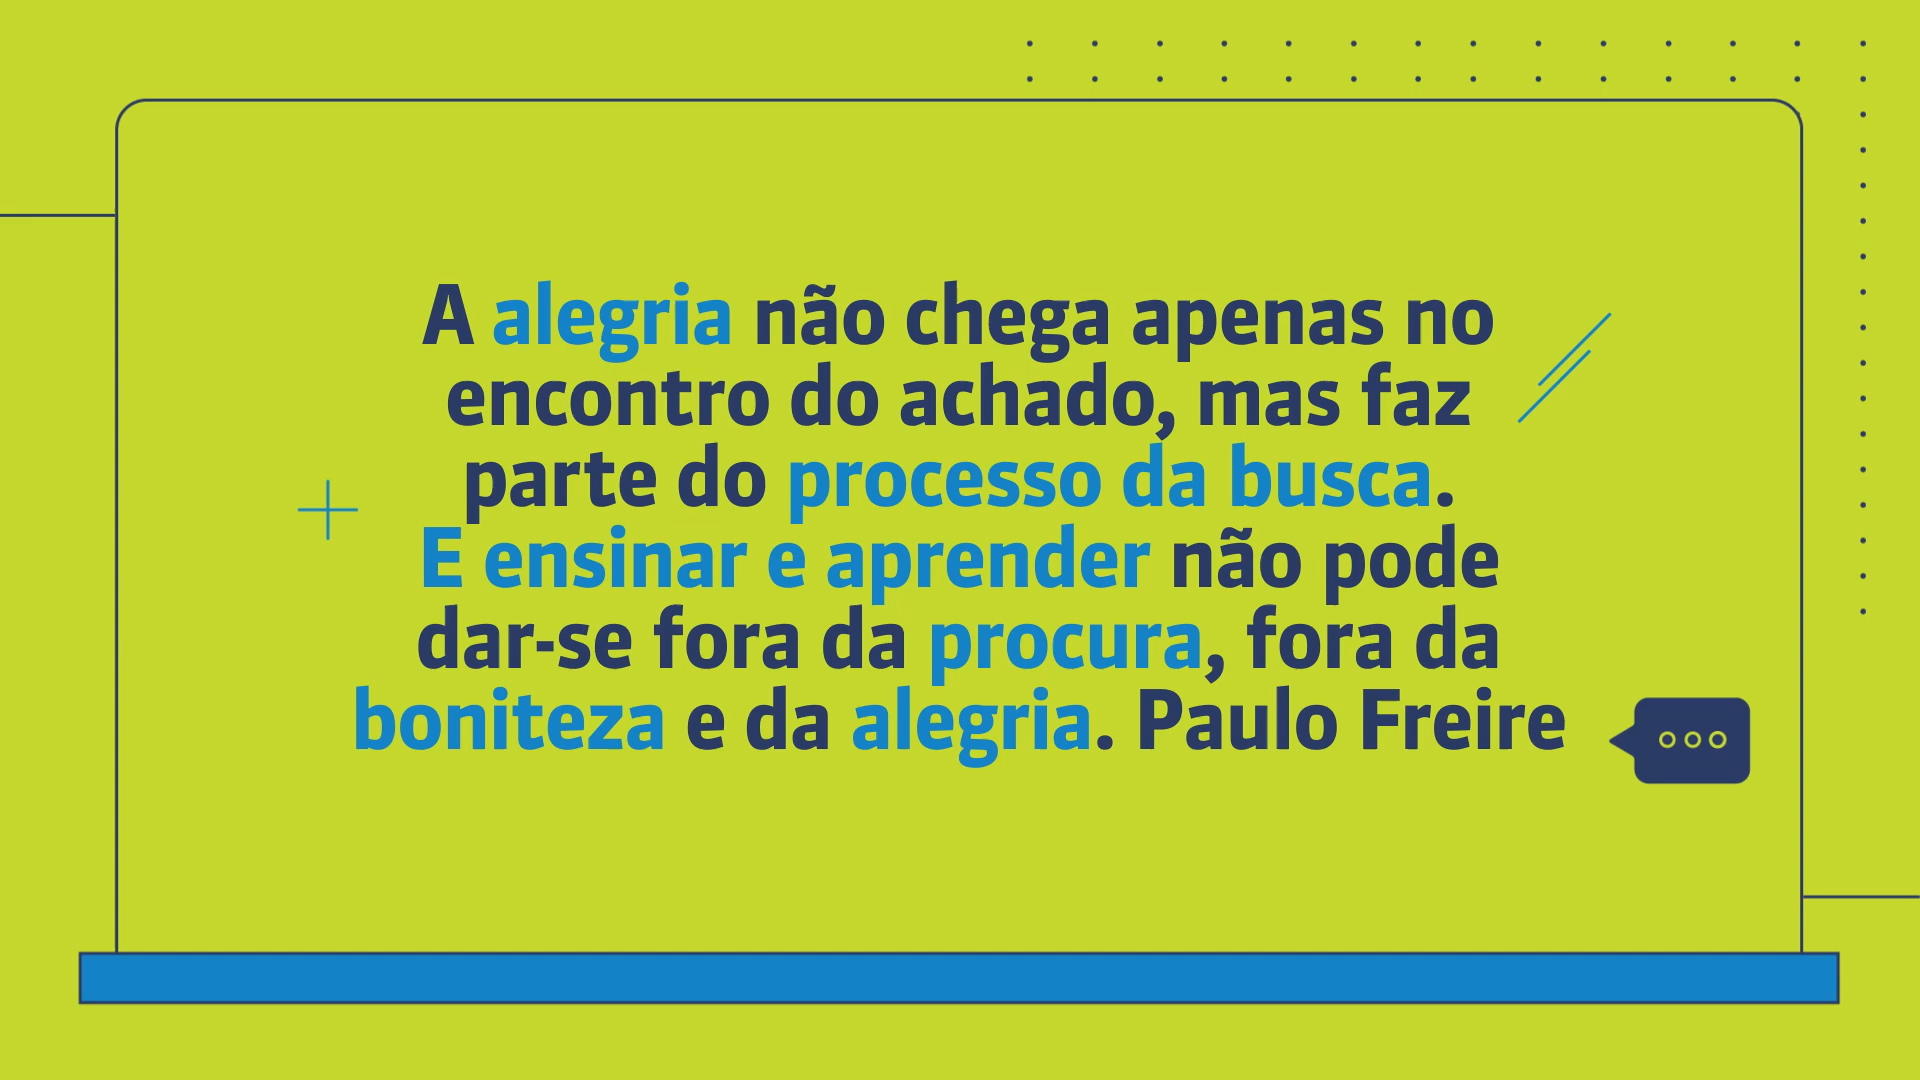 A alegria não chega apenas no
encontro do achado, mas faz
parte do processo da busca.
E ensinar e aprender não pode
dar-se fora da procura, fora da
boniteza e da alegria. Paulo Freire